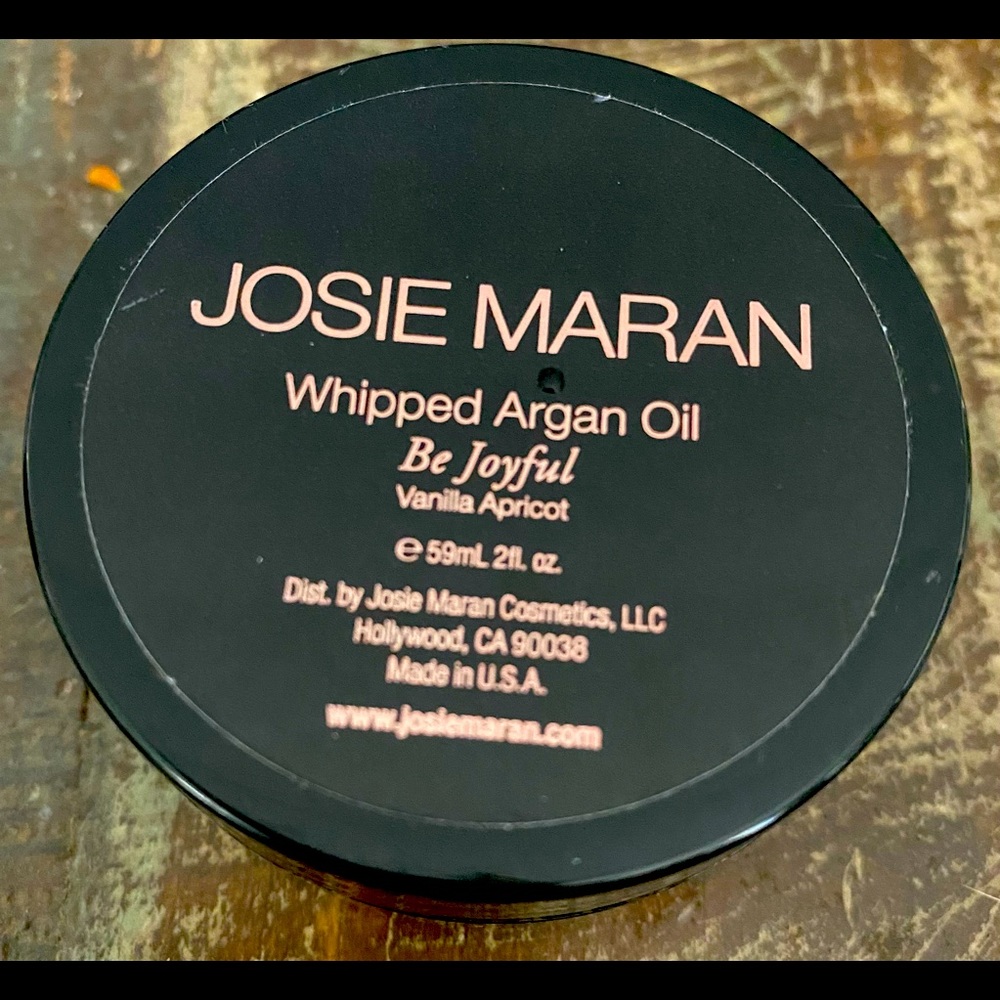 JOSIE MARAN
Whipped Argan Oil
Be Joyful
Vanilla Apricot
℮ 59mL 2fl. oz.
Dist. by Josie Maran Cosmetics, LLC
Hollywood, CA 90038
Made in U.S.A.
www.josiemaran.com